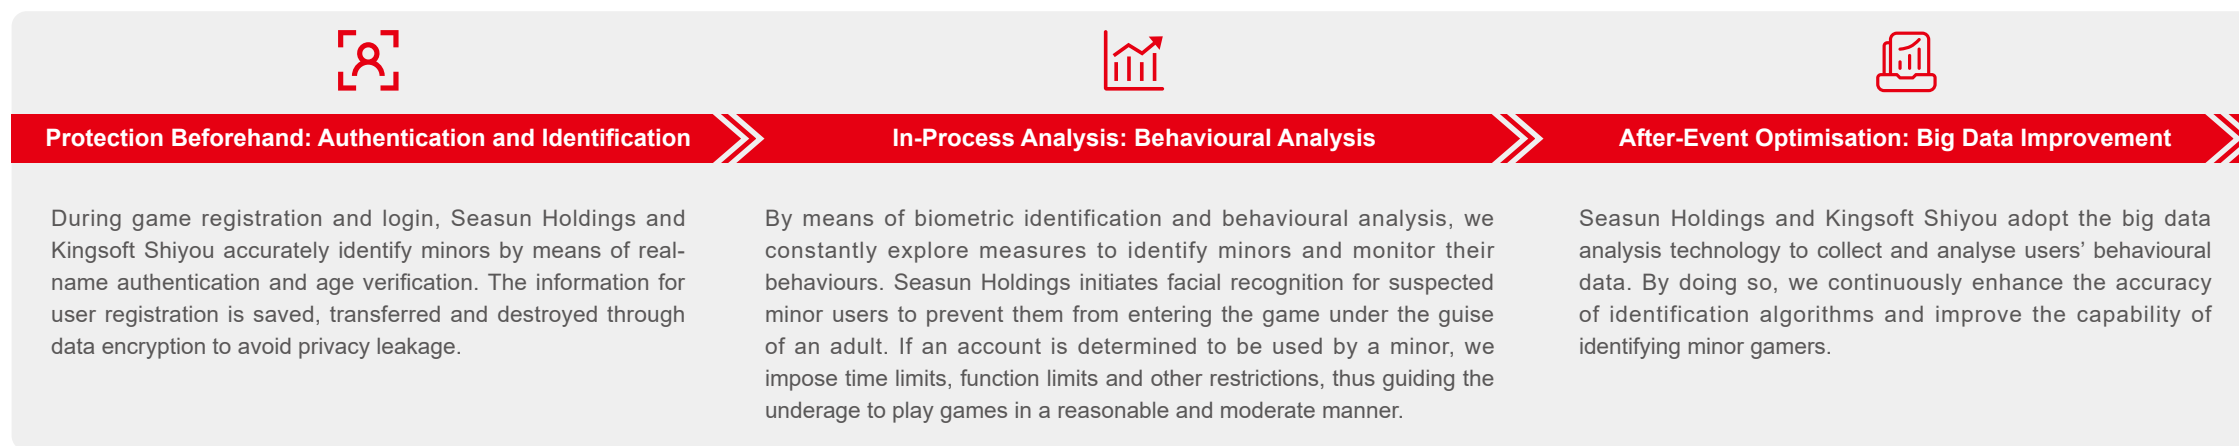 Protection Beforehand: Authentication and Identification
During game registration and login, Seasun Holdings and
Kingsoft Shiyou accurately identify minors by means of real-
name authentication and age verification. The information for
user registration is saved, transferred and destroyed through
data encryption to avoid privacy leakage.
In-Process Analysis: Behavioural Analysis
By means of biometric identification and behavioural analysis, we
constantly explore measures to identify minors and monitor their
behaviours. Seasun Holdings initiates facial recognition for suspected
minor users to prevent them from entering the game under the guise
of an adult. If an account is determined to be used by a minor, we
impose time limits, function limits and other restrictions, thus guiding the
underage to play games in a reasonable and moderate manner.
After-Event Optimisation: Big Data Improvement
Seasun Holdings and Kingsoft Shiyou adopt the big data
analysis technology to collect and analyse users’ behavioural
data. By doing so, we continuously enhance the accuracy
of identification algorithms and improve the capability of
identifying minor gamers.